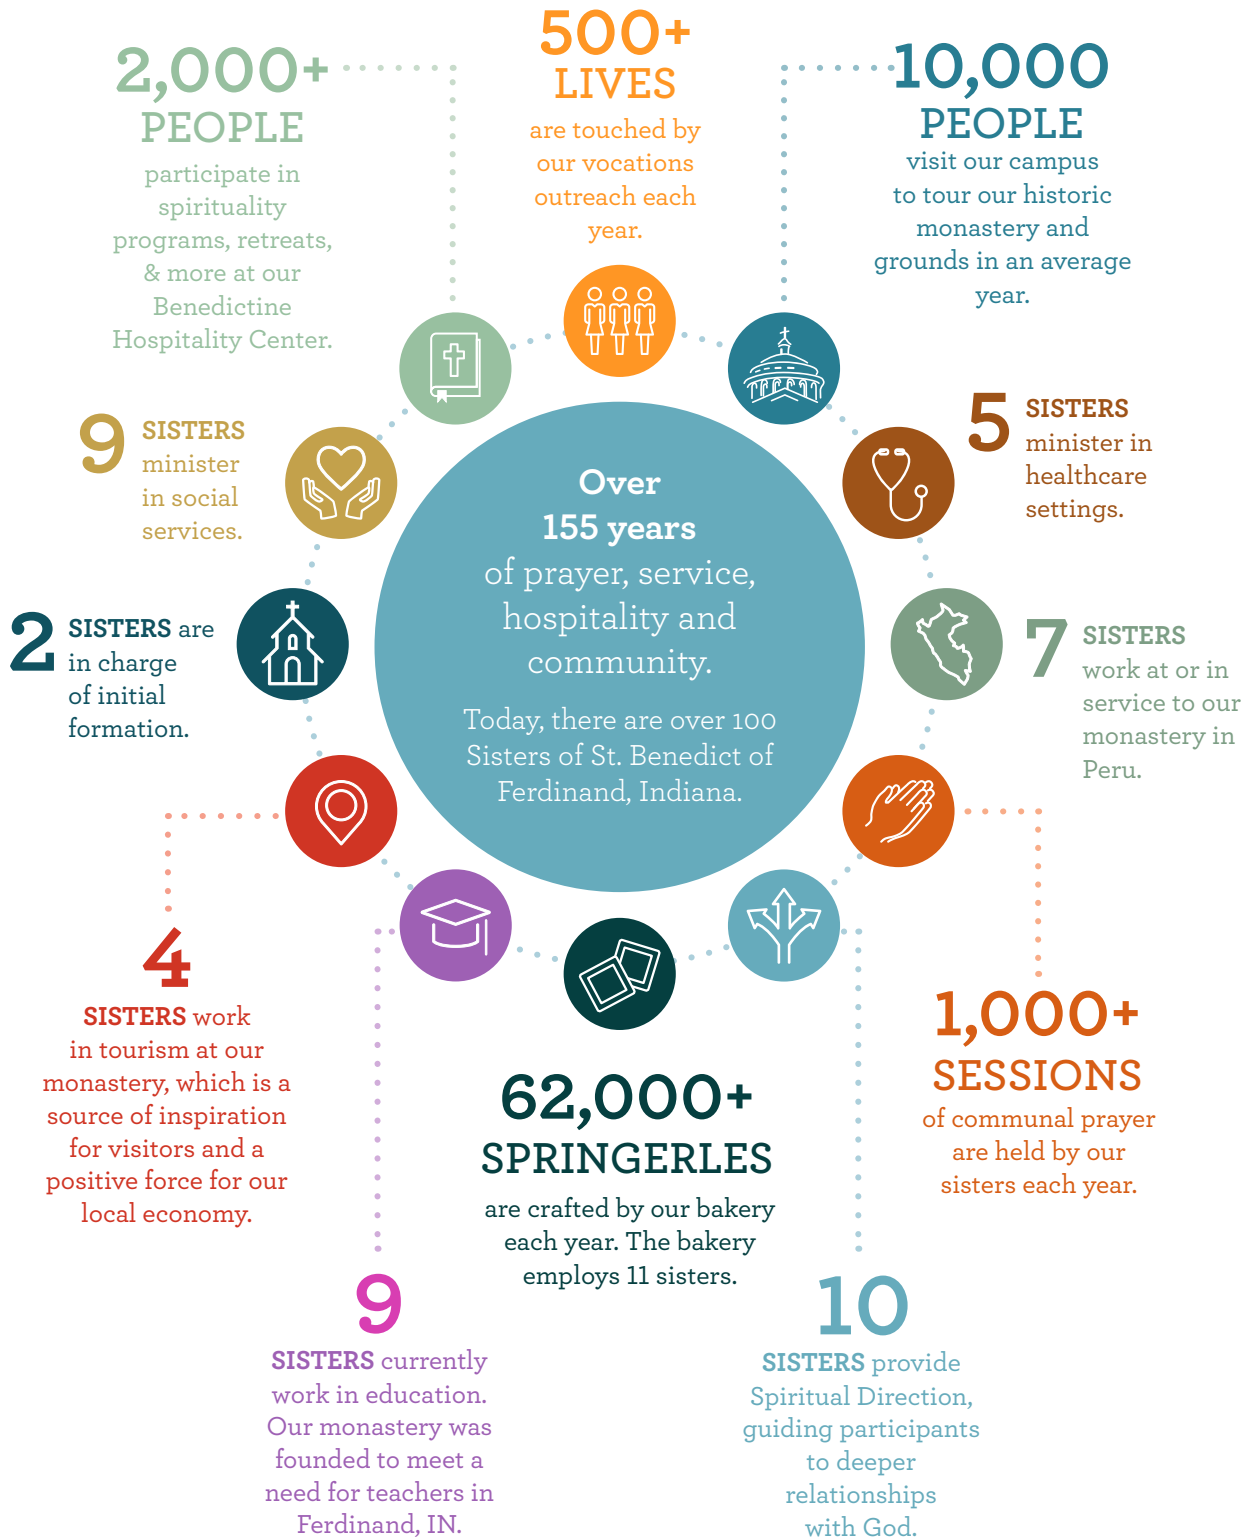 2,000+
PEOPLE
participate in
spirituality
programs, retreats,
& more at our
Benedictine
Hospitality Center.
500+
LIVES
are touched by
our vocations
outreach each
year.
10,000
PEOPLE
visit our campus
to tour our historic
monastery and
grounds in an average
year.
9
SISTERS
minister
in social
services.
5
SISTERS
minister in
healthcare
settings.
Over
155 years
of prayer, service,
hospitality and
community.
Today, there are over 100
Sisters of St. Benedict of
Ferdinand, Indiana.
2
SISTERS are
in charge
of initial
formation.
7
SISTERS
work at or in
service to our
monastery in
Peru.
4
SISTERS work
in tourism at our
monastery, which is a
source of inspiration
for visitors and a
positive force for our
local economy.
1,000+
SESSIONS
of communal prayer
are held by our
sisters each year.
62,000+
SPRINGERLES
are crafted by our bakery
each year. The bakery
employs 11 sisters.
9
SISTERS currently
work in education.
Our monastery was
founded to meet a
need for teachers in
Ferdinand, IN.
10
SISTERS provide
Spiritual Direction,
guiding participants
to deeper
relationships
with God.